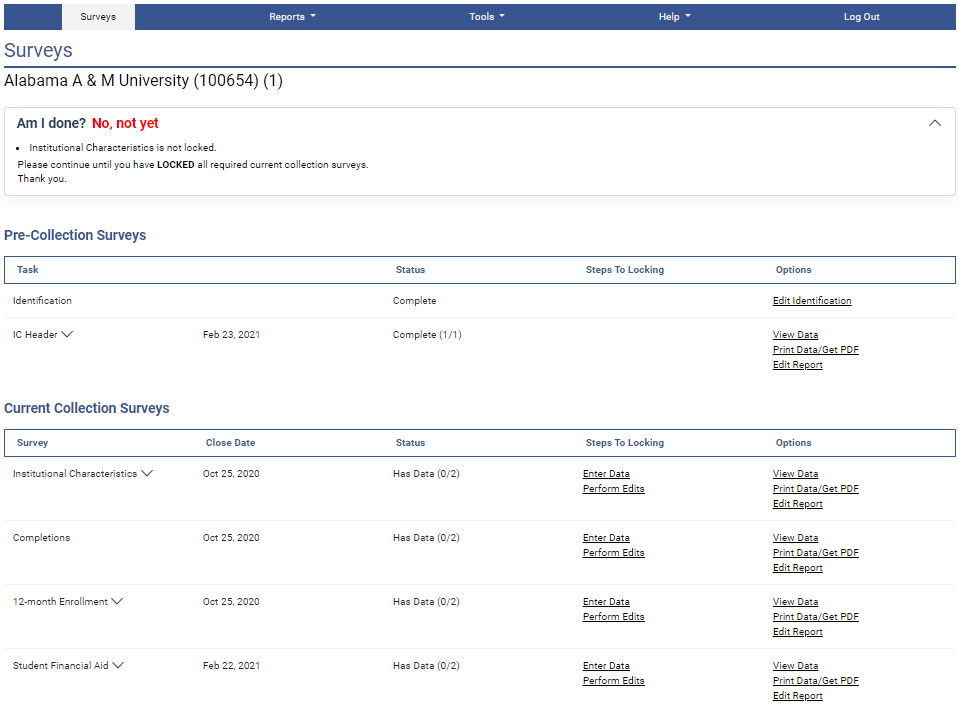 Surveys Reports Tools Help Log Out
Surveys
Alabama A & M University (100654) (1)
Am I done? No, not yet
• Institutional Characteristics is not locked.
Please continue until you have LOCKED all required current collection surveys.
Thank you.
Pre-Collection Surveys
Task Status Steps To Locking Options
Identification Complete Edit Identification
IC Header Feb 23, 2021 Complete (1/1) View Data
Print Data/Get PDF
Edit Report
Current Collection Surveys
Survey Close Date Status Steps To Locking Options
Institutional Characteristics Oct 25, 2020 Has Data (0/2) Enter Data View Data
Perform Edits Print Data/Get PDF
Edit Report
Completions Oct 25, 2020 Has Data (0/2) Enter Data View Data
Perform Edits Print Data/Get PDF
Edit Report
12-month Enrollment Oct 25, 2020 Has Data (0/2) Enter Data View Data
Perform Edits Print Data/Get PDF
Edit Report
Student Financial Aid Feb 22, 2021 Has Data (0/2) Enter Data View Data
Perform Edits Print Data/Get PDF
Edit Report